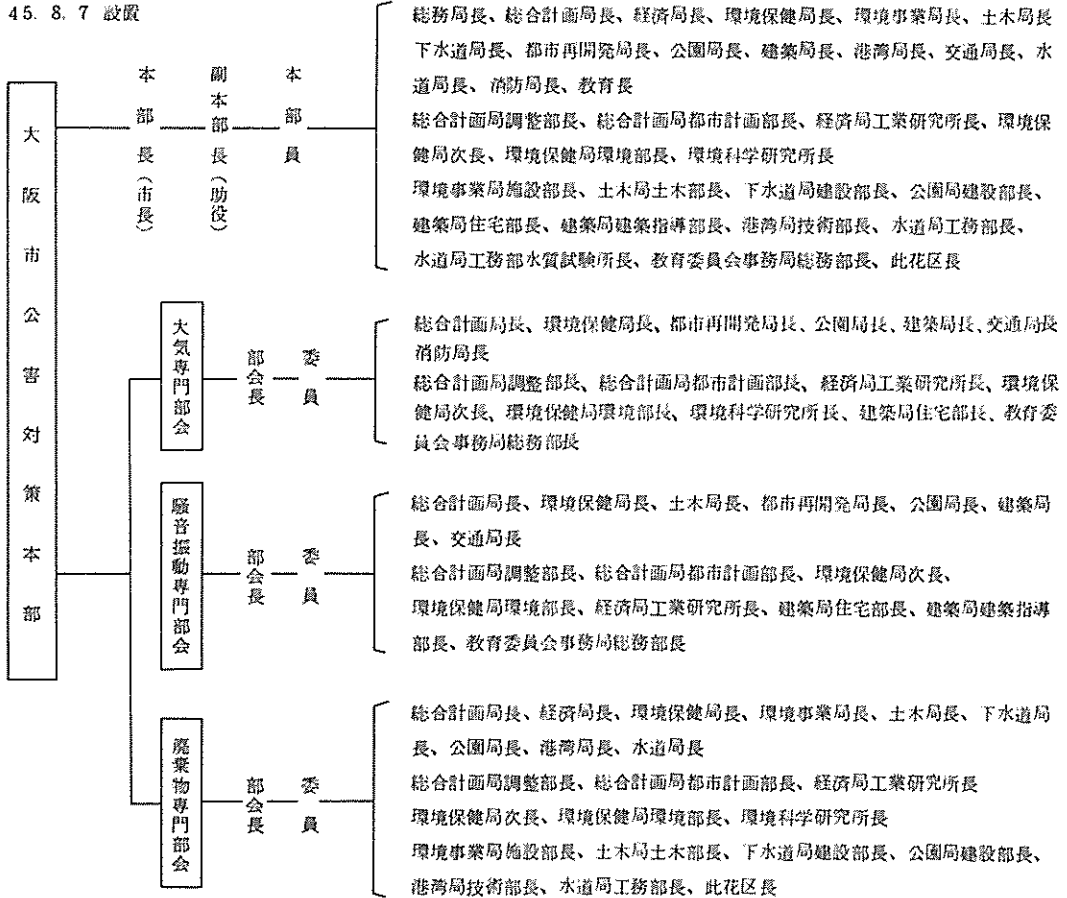 45. 8. 7 設置
大阪市公害対策本部
本部長(市長)
副本部長(助役)
本部員
総務局長、総合計画局長、経済局長、環境保健局長、環境事業局長、土木局長
下水道局長、都市再開発局長、公園局長、建築局長、港湾局長、交通局長、水
道局長、消防局長、教育長
総合計画局調整部長、総合計画局都市計画部長、経済局工業研究所長、環境保
健局次長、環境保健局環境部長、環境科学研究所長
環境事業局施設部長、土木局土木部長、下水道局建設部長、公園局建設部長、
建築局住宅部長、建築局建築指導部長、港湾局技術部長、水道局工務部長、
水道局工務部水質試験所長、教育委員会事務局総務部長、此花区長
大気専門部会
部会長
委員
総合計画局長、環境保健局長、都市再開発局長、公園局長、建築局長、交通局長
消防局長
総合計画局調整部長、総合計画局都市計画部長、経済局工業研究所長、環境保
健局次長、環境保健局環境部長、環境科学研究所長、建築局住宅部長、教育委
員会事務局総務部長
騒音振動専門部会
部会長
委員
総合計画局長、環境保健局長、土木局長、都市再開発局長、公園局長、建築局
長、交通局長
総合計画局調整部長、総合計画局都市計画部長、環境保健局次長、
環境保健局環境部長、経済局工業研究所長、建築局住宅部長、建築局建築指導
部長、教育委員会事務局総務部長
廃棄物専門部会
部会長
委員
総合計画局長、経済局長、環境保健局長、環境事業局長、土木局長、下水道局
長、公園局長、港湾局長、水道局長
総合計画局調整部長、総合計画局都市計画部長、経済局工業研究所長
環境保健局次長、環境保健局環境部長、環境科学研究所長
環境事業局施設部長、土木局土木部長、下水道局建設部長、公園局建設部長、
港湾局技術部長、水道局工務部長、此花区長